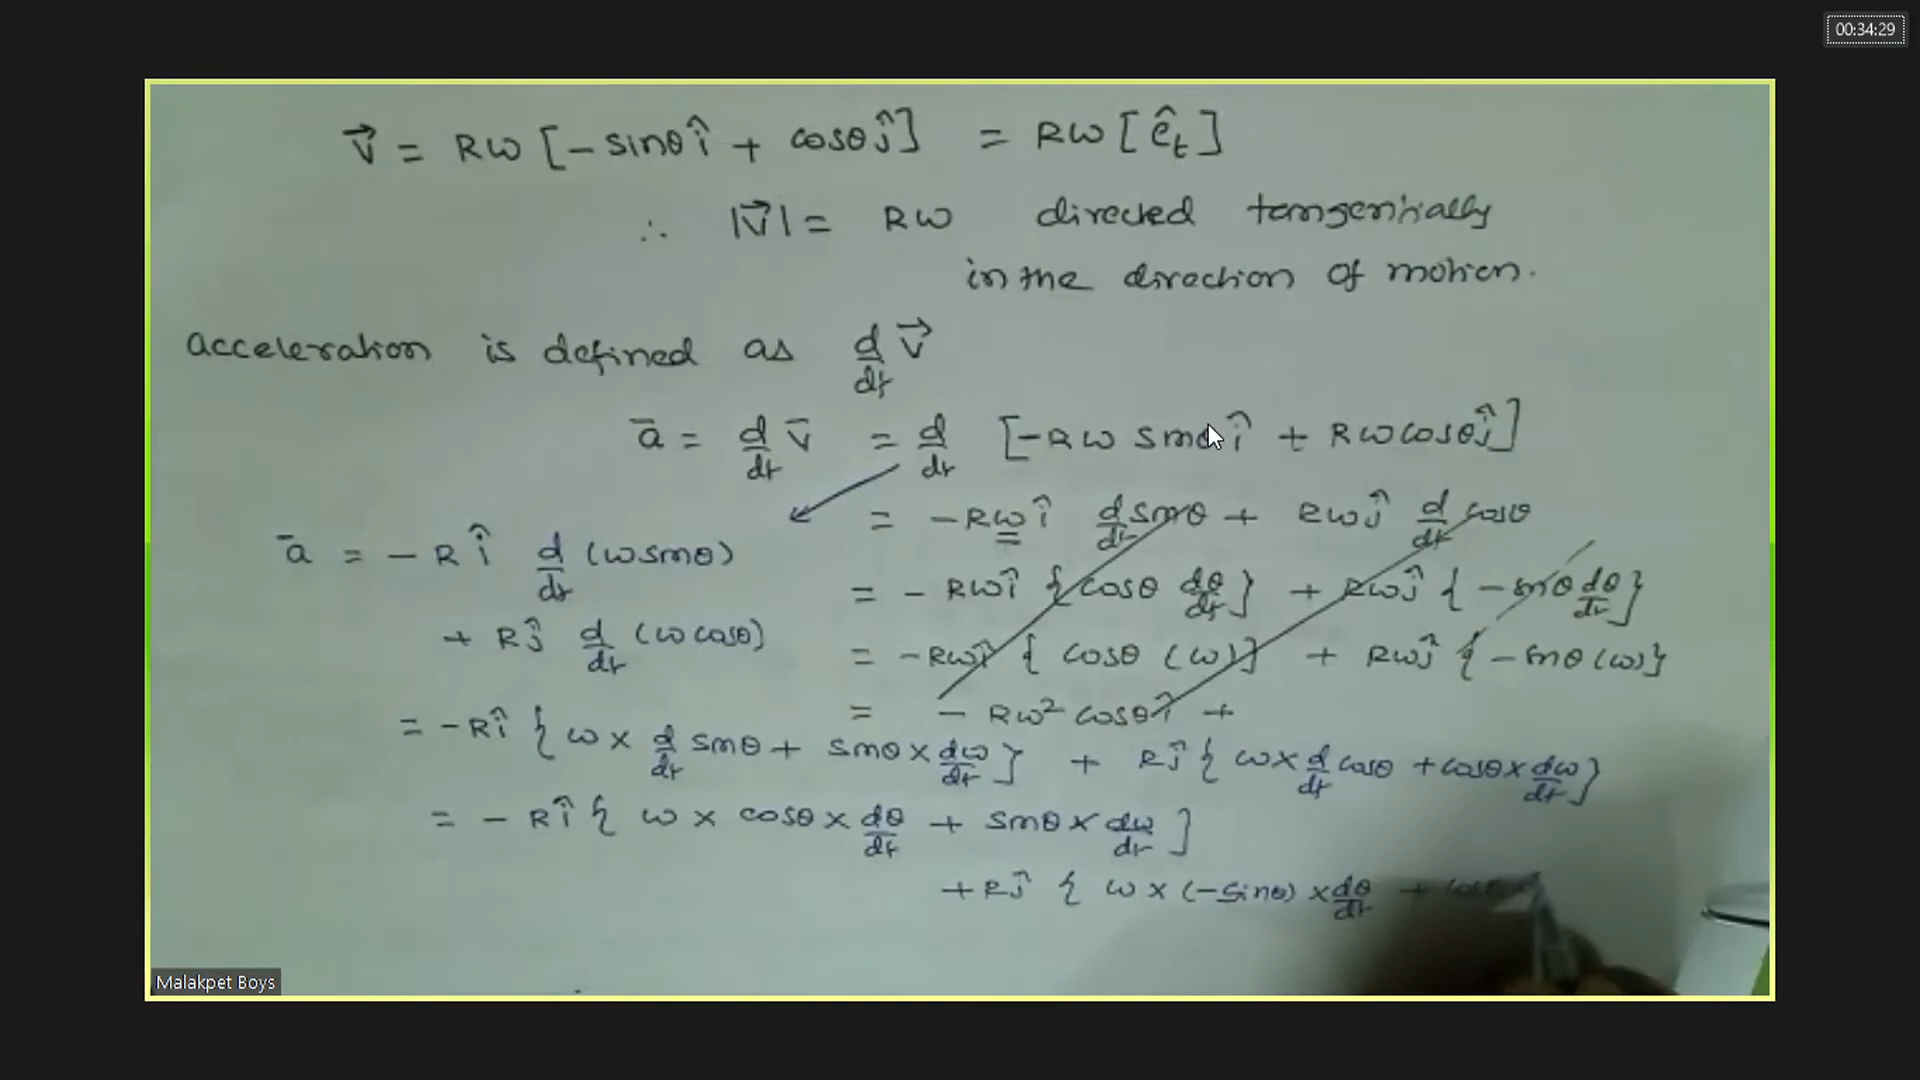 00:34:29
v⃗ = Rω [-sinθ î + cosθ ĵ] = Rω [ê_t]
∴ |v⃗| = Rω directed tangentially
in the direction of motion.
acceleration is defined as d/dt v⃗
a̅ = d/dt v̅ = d/dt [-Rω sinθ î + Rω cosθ ĵ]
= -Rω î d/dt sinθ + Rω ĵ d/dt cosθ
= -Rω î {cosθ dθ/dt} + Rω ĵ {-sinθ dθ/dt}
= -Rω î {cosθ (ω)} + Rω ĵ {-sinθ (ω)}
= -Rω² cosθ î +
a̅ = -R î d/dt (ω sinθ)
+ R ĵ d/dt (ω cosθ)
= -R î {ω × d/dt sinθ + sinθ × dω/dt} + R ĵ {ω × d/dt cosθ + cosθ × dω/dt}
= -R î {ω × cosθ × dθ/dt + sinθ × dω/dt]
+ R ĵ {ω × (-sinθ) × dθ/dt +
Malakpet Boys